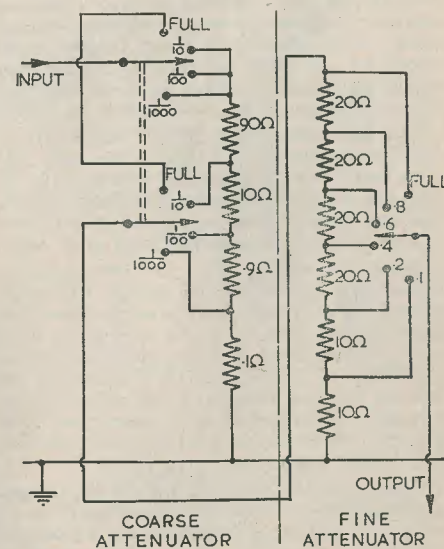 FULL
1/10
1/100
1/1000
INPUT
90Ω
FULL
1/10
1/100
1/1000
10Ω
.9Ω
.1Ω
20Ω
20Ω
20Ω
20Ω
10Ω
10Ω
FULL
.8
.6
.4
.2
.1
OUTPUT
COARSE
ATTENUATOR
FINE
ATTENUATOR